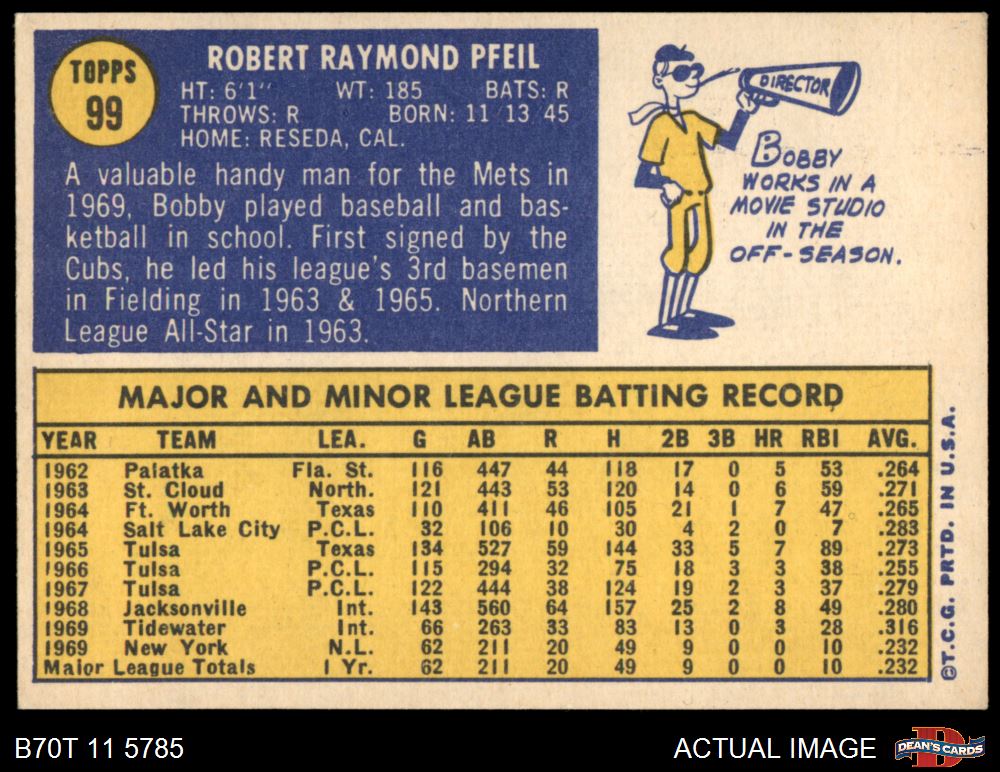 TOPPS
99
ROBERT RAYMOND PFEIL
HT: 6'1" WT: 185 BATS: R
THROWS: R BORN: 11 13 45
HOME: RESEDA, CAL.
A valuable handy man for the Mets in
1969, Bobby played baseball and bas-
ketball in school. First signed by the
Cubs, he led his league's 3rd basemen
in Fielding in 1963 & 1965. Northern
League All-Star in 1963.
DIRECTOR
BOBBY
WORKS IN A
MOVIE STUDIO
IN THE
OFF-SEASON.
MAJOR AND MINOR LEAGUE BATTING RECORD
YEAR TEAM LEA. G AB R H 2B 3B HR RBI AVG.
1962 Palatka Fla. St. 116 447 44 118 17 0 5 53 .264
1963 St. Cloud North. 121 443 53 120 14 0 6 59 .271
1964 Ft. Worth Texas 110 411 46 105 21 1 7 47 .265
1964 Salt Lake City P.C.L. 32 106 10 30 4 2 0 7 .283
1965 Tulsa Texas 134 527 59 144 33 5 7 89 .273
1966 Tulsa P.C.L. 115 294 32 75 18 3 3 38 .255
1967 Tulsa P.C.L. 122 444 38 124 19 2 3 37 .279
1968 Jacksonville Int. 143 560 64 157 25 2 8 49 .280
1969 Tidewater Int. 66 263 33 83 13 0 3 28 .316
1969 New York N.L. 62 211 20 49 9 0 0 10 .232
Major League Totals 1 Yr. 62 211 20 49 9 0 0 10 .232
©T.C.G. PRTD. IN U.S.A.
B70T 11 5785
ACTUAL IMAGE
D
DEAN'S CARDS